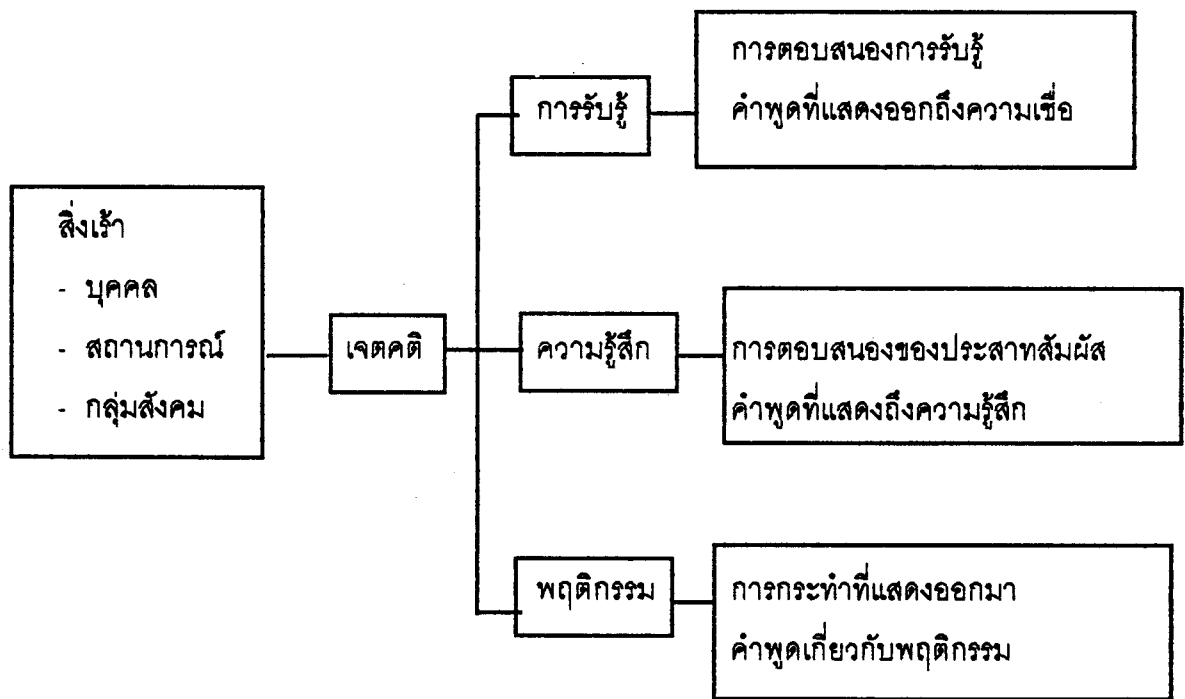 สิ่งเร้า
- บุคคล
- สถานการณ์
- กลุ่มสังคม
เจตคติ
การรับรู้
การตอบสนองการรับรู้
คำพูดที่แสดงออกถึงความเชื่อ
ความรู้สึก
การตอบสนองของประสาทสัมผัส
คำพูดที่แสดงถึงความรู้สึก
พฤติกรรม
การกระทำที่แสดงออกมา
คำพูดเกี่ยวกับพฤติกรรม